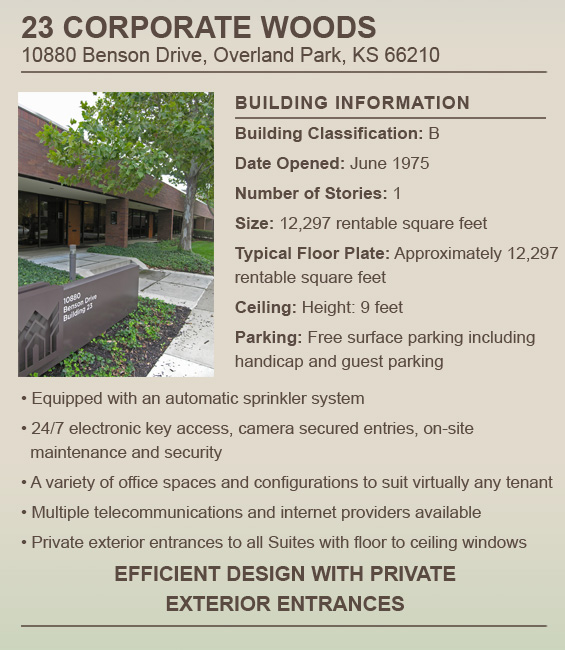 23 CORPORATE WOODS
10880 Benson Drive, Overland Park, KS 66210
10880
Benson Drive
Building 23
BUILDING INFORMATION
Building Classification: B
Date Opened: June 1975
Number of Stories: 1
Size: 12,297 rentable square feet
Typical Floor Plate: Approximately 12,297
rentable square feet
Ceiling: Height: 9 feet
Parking: Free surface parking including
handicap and guest parking
• Equipped with an automatic sprinkler system
• 24/7 electronic key access, camera secured entries, on-site
maintenance and security
• A variety of office spaces and configurations to suit virtually any tenant
• Multiple telecommunications and internet providers available
• Private exterior entrances to all Suites with floor to ceiling windows
EFFICIENT DESIGN WITH PRIVATE
EXTERIOR ENTRANCES